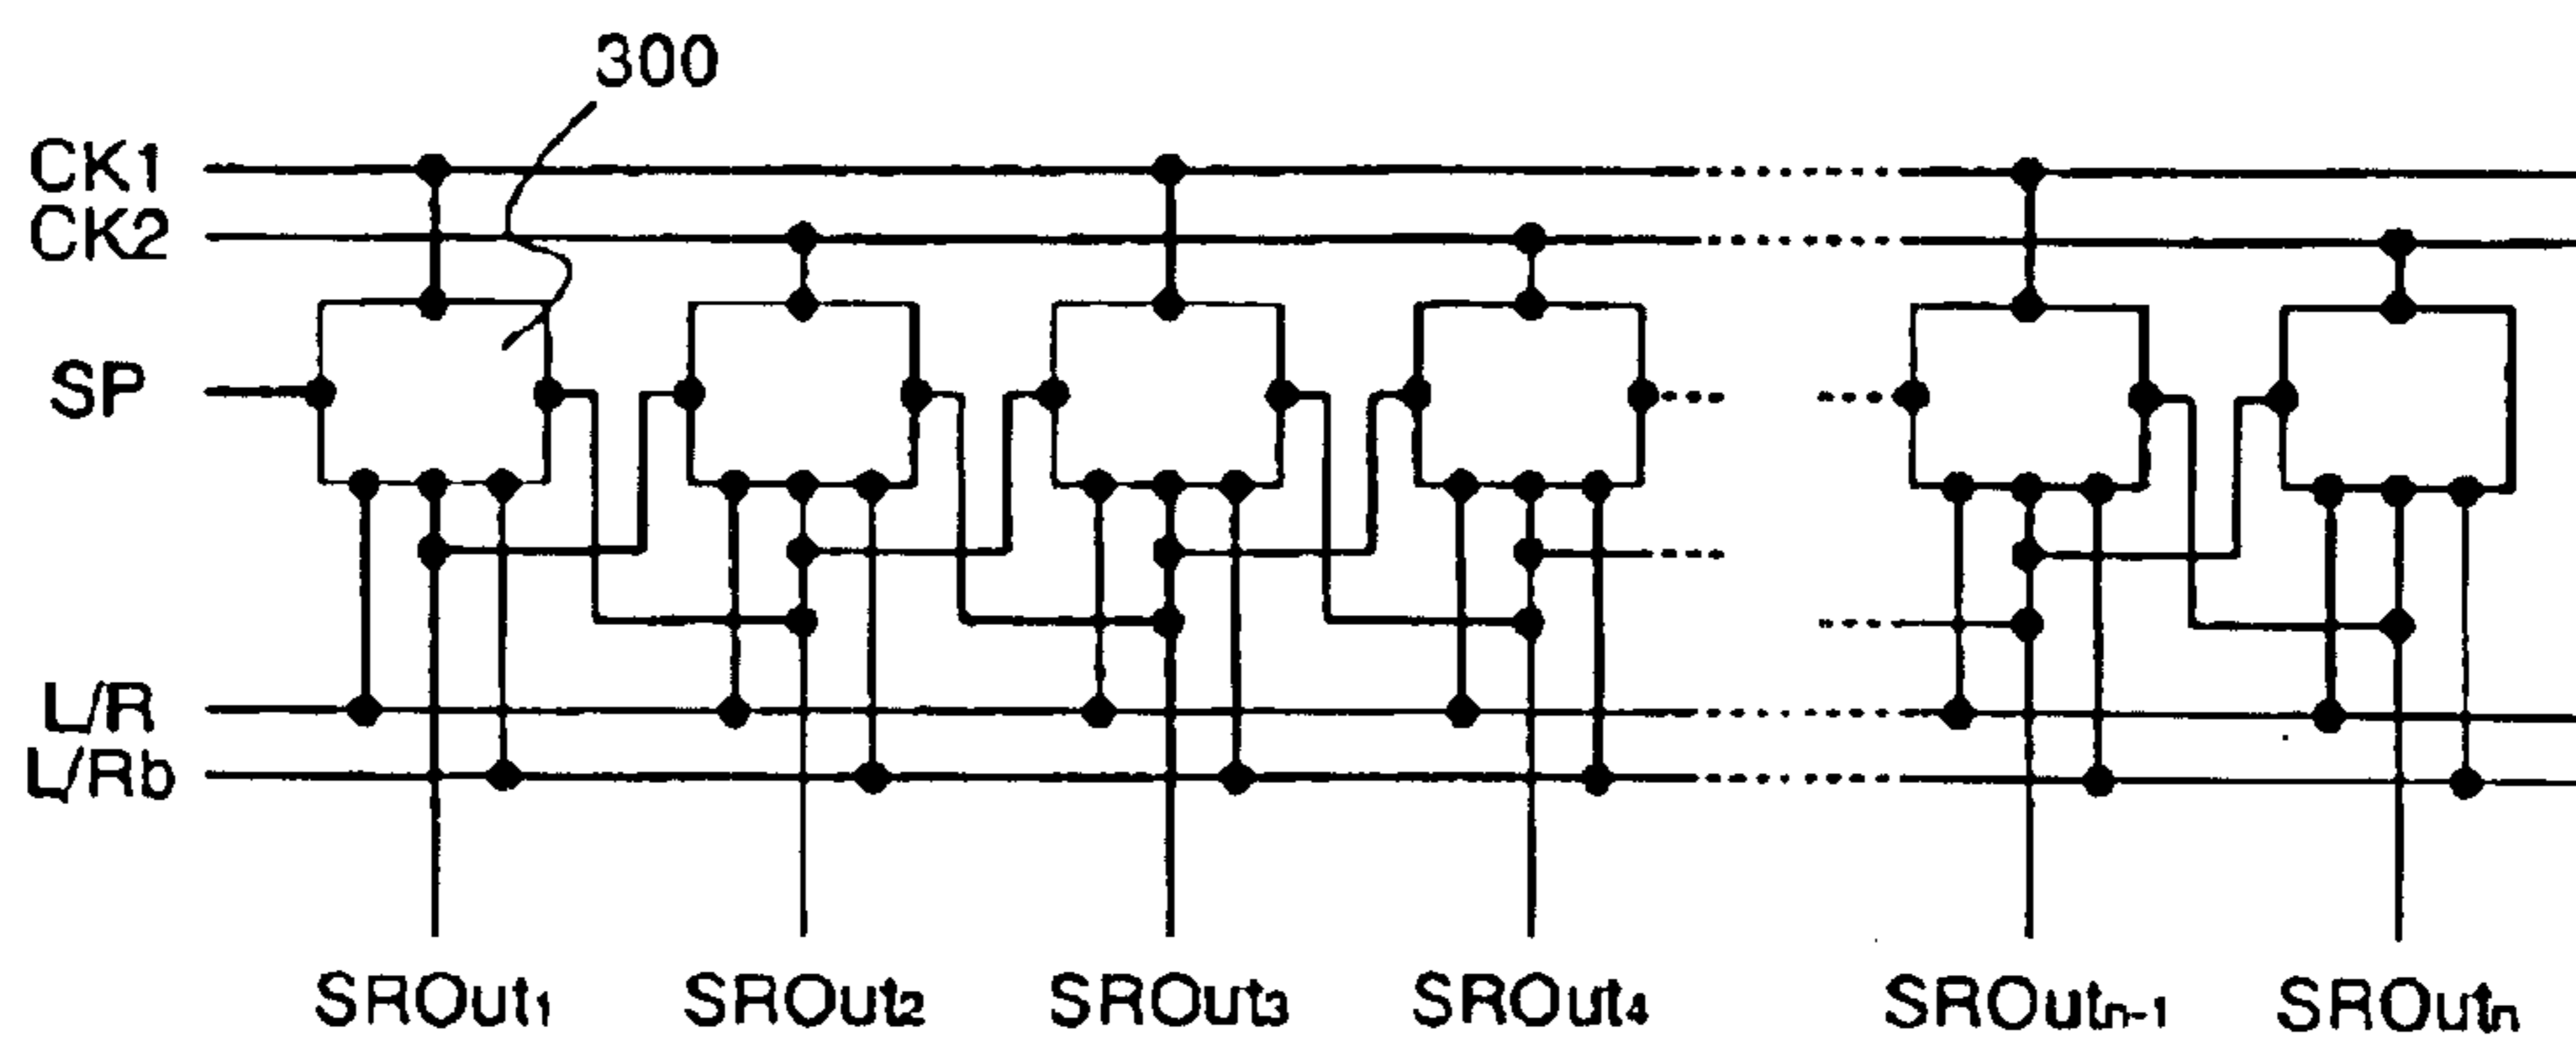 300
CK1
CK2
SP
L/R
L/Rb
SROut1 SROut2 SROut3 SROut4 SROutn-1 SROutn